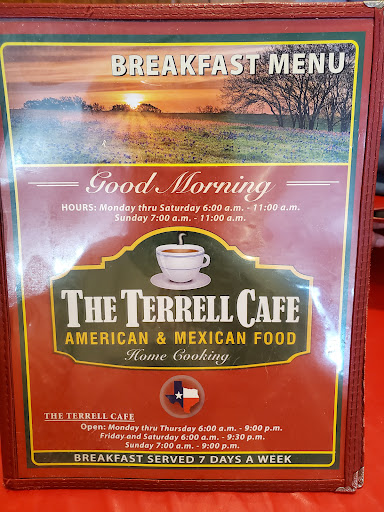 BREAKFAST MENU
Good Morning
HOURS: Monday thru Saturday 6:00 a.m. - 11:00 a.m.
Sunday 7:00 a.m. - 11:00 a.m.
THE TERRELL CAFE
AMERICAN & MEXICAN FOOD
Home Cooking
THE TERRELL CAFE
Open: Monday thru Thursday 6:00 a.m. - 9:00 p.m.
Friday and Saturday 6:00 a.m. - 9:30 p.m.
Sunday 7:00 a.m. - 9:00 p.m.
BREAKFAST SERVED 7 DAYS A WEEK